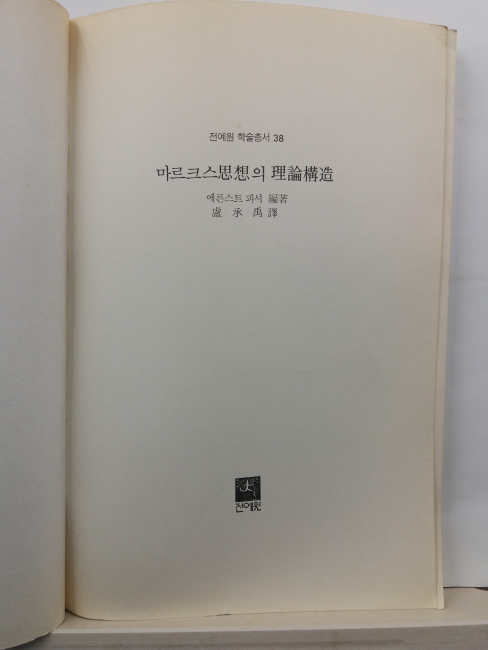 전예원 학술총서 38
마르크스思想의 理論構造
에른스트 피셔 編著
盧承禹 譯
전예원